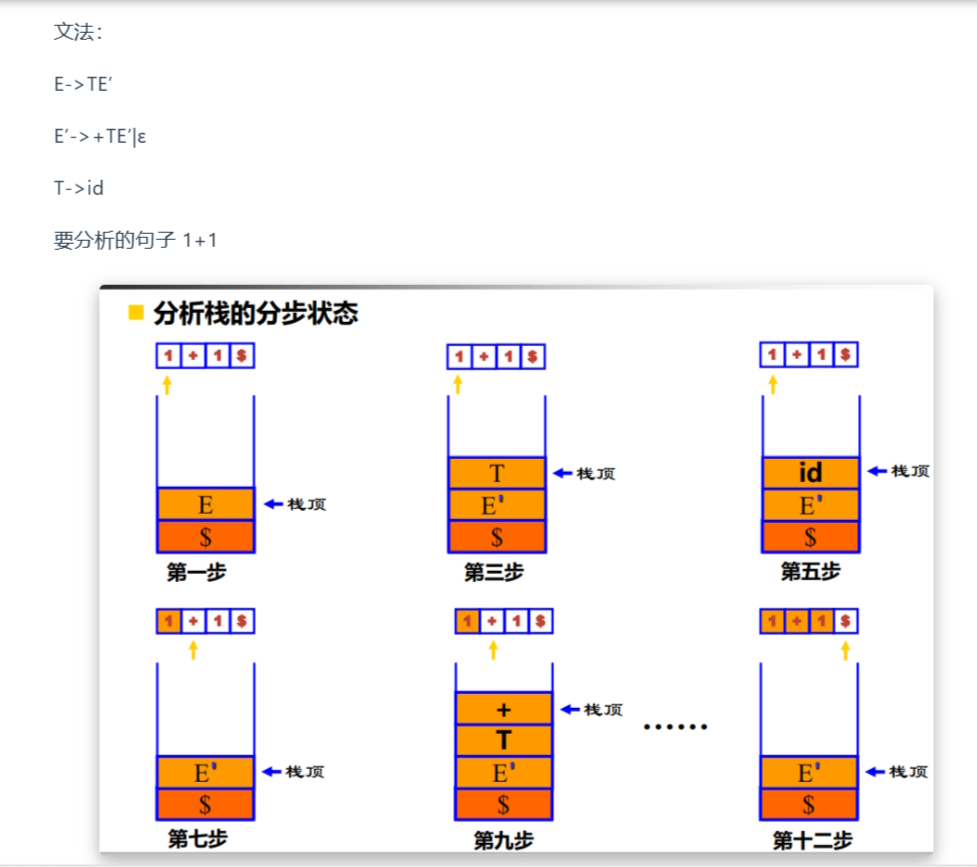 文法：
E->TE′
E′->+TE′|ε
T->id
要分析的句子 1+1
分析栈的分步状态
1 + 1 $
1 + 1 $
1 + 1 $
T
栈顶
id
栈顶
E
栈顶
E'
E'
$
$
$
第一步
第三步
第五步
1 + 1 $
1 + 1 $
1 + 1 $
+
栈顶
T
......
E'
栈顶
E'
E'
栈顶
$
$
$
第七步
第九步
第十二步